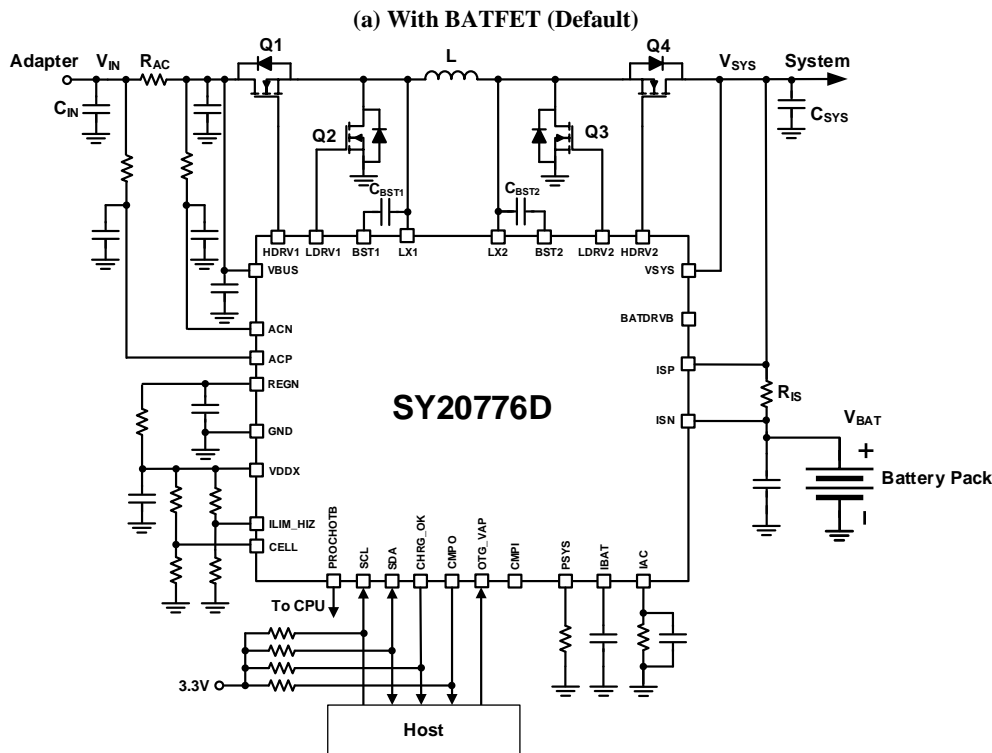 (a) With BATFET (Default)
Adapter
VIN
RAC
Q1
L
Q4
VSYS
System
CIN
CSYS
Q2
Q3
CBST1
CBST2
HDRV1
LDRV1
BST1
LX1
LX2
BST2
LDRV2
HDRV2
VBUS
VSYS
BATDRVB
ACN
ACP
ISP
REGN
RIS
SY20776D
ISN
VBAT
GND
+
VDDX
Battery Pack
ILIM_HIZ
CELL
PROCHOTB
SCL
SDA
CHRG_OK
CMPO
OTG_VAP
CMPI
PSYS
IBAT
IAC
To CPU
3.3V
Host